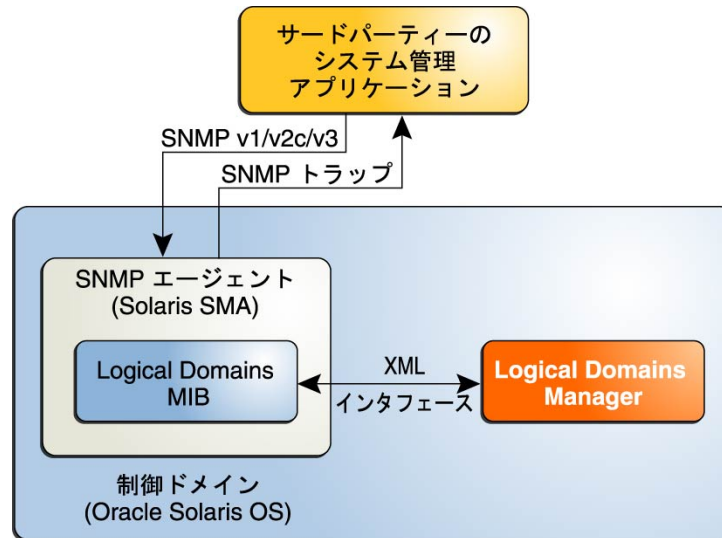 サードパーティーの
システム管理
アプリケーション
SNMP v1/v2c/v3
SNMP トラップ
SNMP エージェント
(Solaris SMA)
Logical Domains
MIB
XML
インタフェース
Logical Domains
Manager
制御ドメイン
(Oracle Solaris OS)